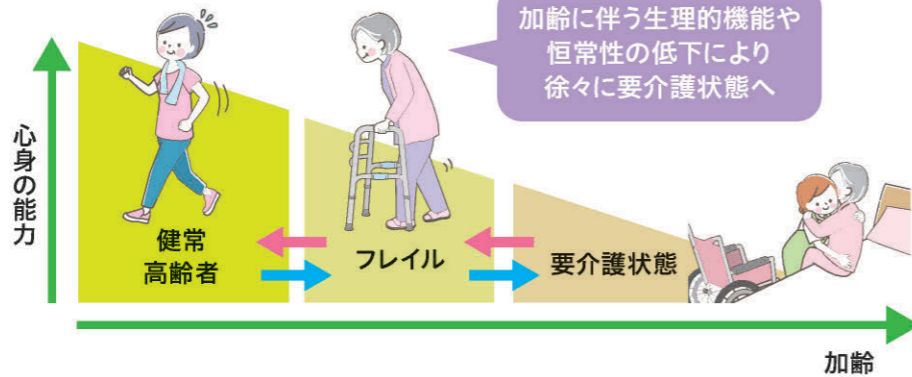 加齢に伴う生理的機能や
恒常性の低下により
徐々に要介護状態へ
心身の能力
健常
高齢者
フレイル
要介護状態
加齢